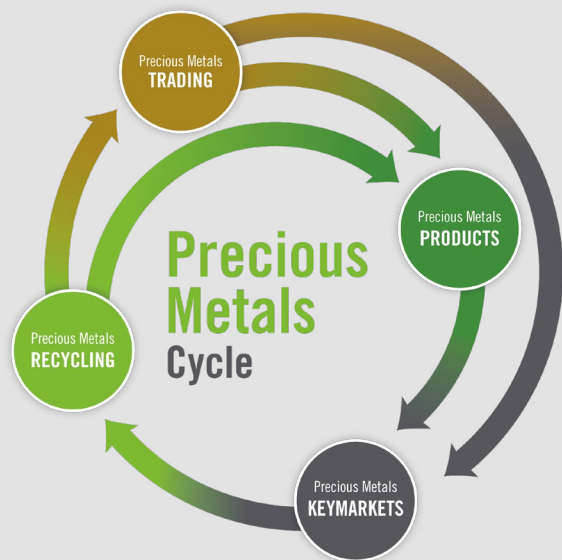 Precious Metals
TRADING
Precious Metals
PRODUCTS
Precious
Metals
Cycle
Precious Metals
RECYCLING
Precious Metals
KEYMARKETS